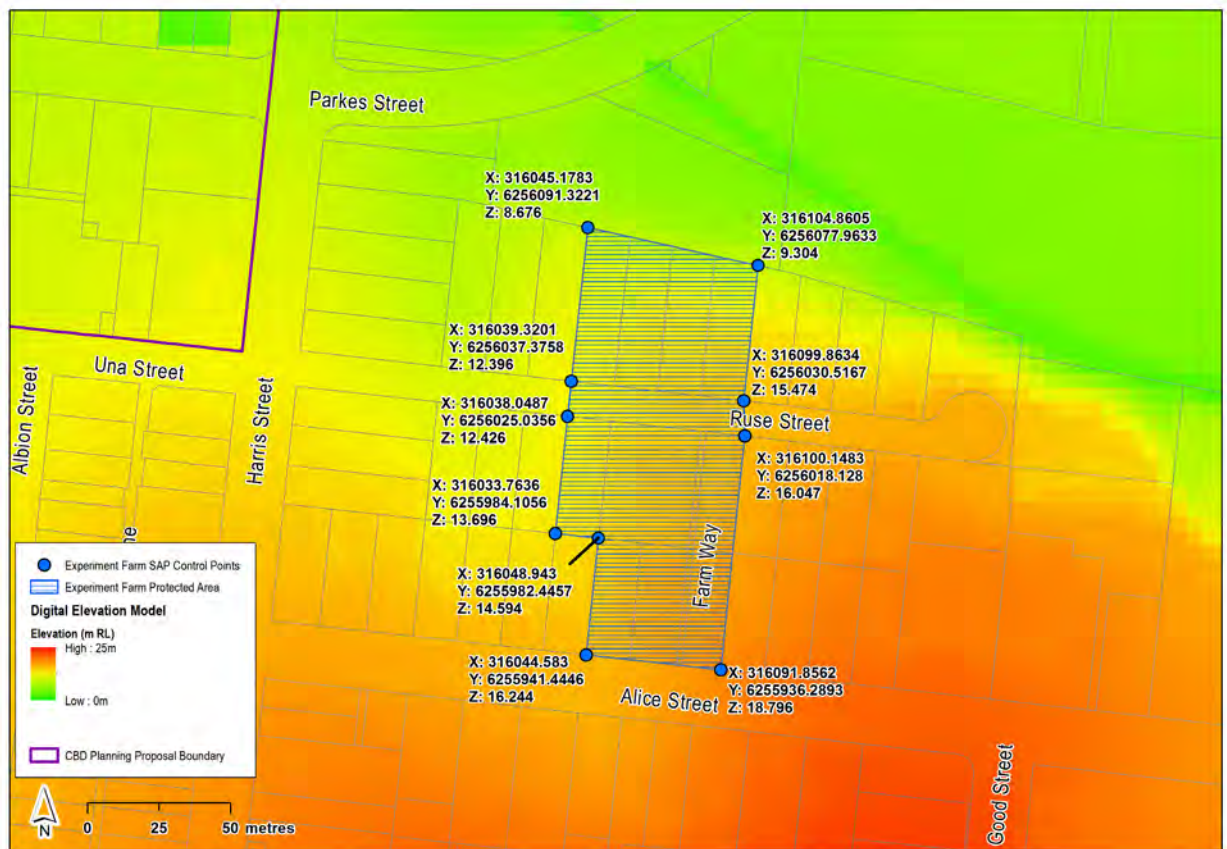 Parkes Street
X: 316045.1783
Y: 6256091.3221
Z: 8.676
X: 316104.8605
Y: 6256077.9633
Z: 9.304
X: 316039.3201
Y: 6256037.3758
Z: 12.396
X: 316099.8634
Y: 6256030.5167
Z: 15.474
Una Street
Albion Street
Harris Street
X: 316038.0487
Y: 6256025.0356
Z: 12.426
Ruse Street
X: 316100.1483
Y: 6256018.128
Z: 16.047
X: 316033.7636
Y: 6255984.1056
Z: 13.696
Farm Way
X: 316048.943
Y: 6255982.4457
Z: 14.594
X: 316044.583
Y: 6255941.4446
Z: 16.244
Alice Street
X: 316091.8562
Y: 6255936.2893
Z: 18.796
Good Street
Experiment Farm SAP Control Points
Experiment Farm Protected Area
Digital Elevation Model
Elevation (m RL)
High : 25m
Low : 0m
CBD Planning Proposal Boundary
N
0 25 50 metres